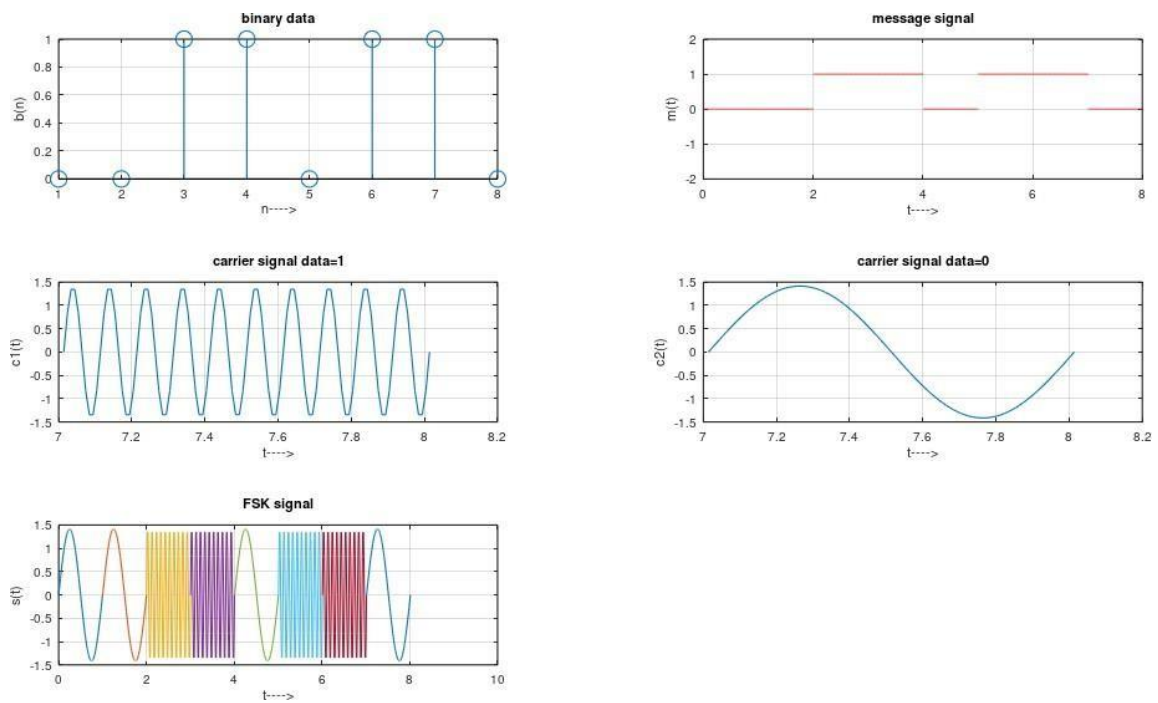 binary data
1
0.8
0.6
0.4
0.2
0
b(n)
1 2 3 4 5 6 7 8
n---->
message signal
2
1
0
-1
-2
m(t)
0 2 4 6 8
t---->
carrier signal data=1
1.5
1
0.5
0
-0.5
-1
-1.5
c1(t)
7 7.2 7.4 7.6 7.8 8 8.2
t---->
carrier signal data=0
1.5
1
0.5
0
-0.5
-1
-1.5
c2(t)
7 7.2 7.4 7.6 7.8 8 8.2
t---->
FSK signal
1.5
1
0.5
0
-0.5
-1
-1.5
s(t)
0 2 4 6 8 10
t---->